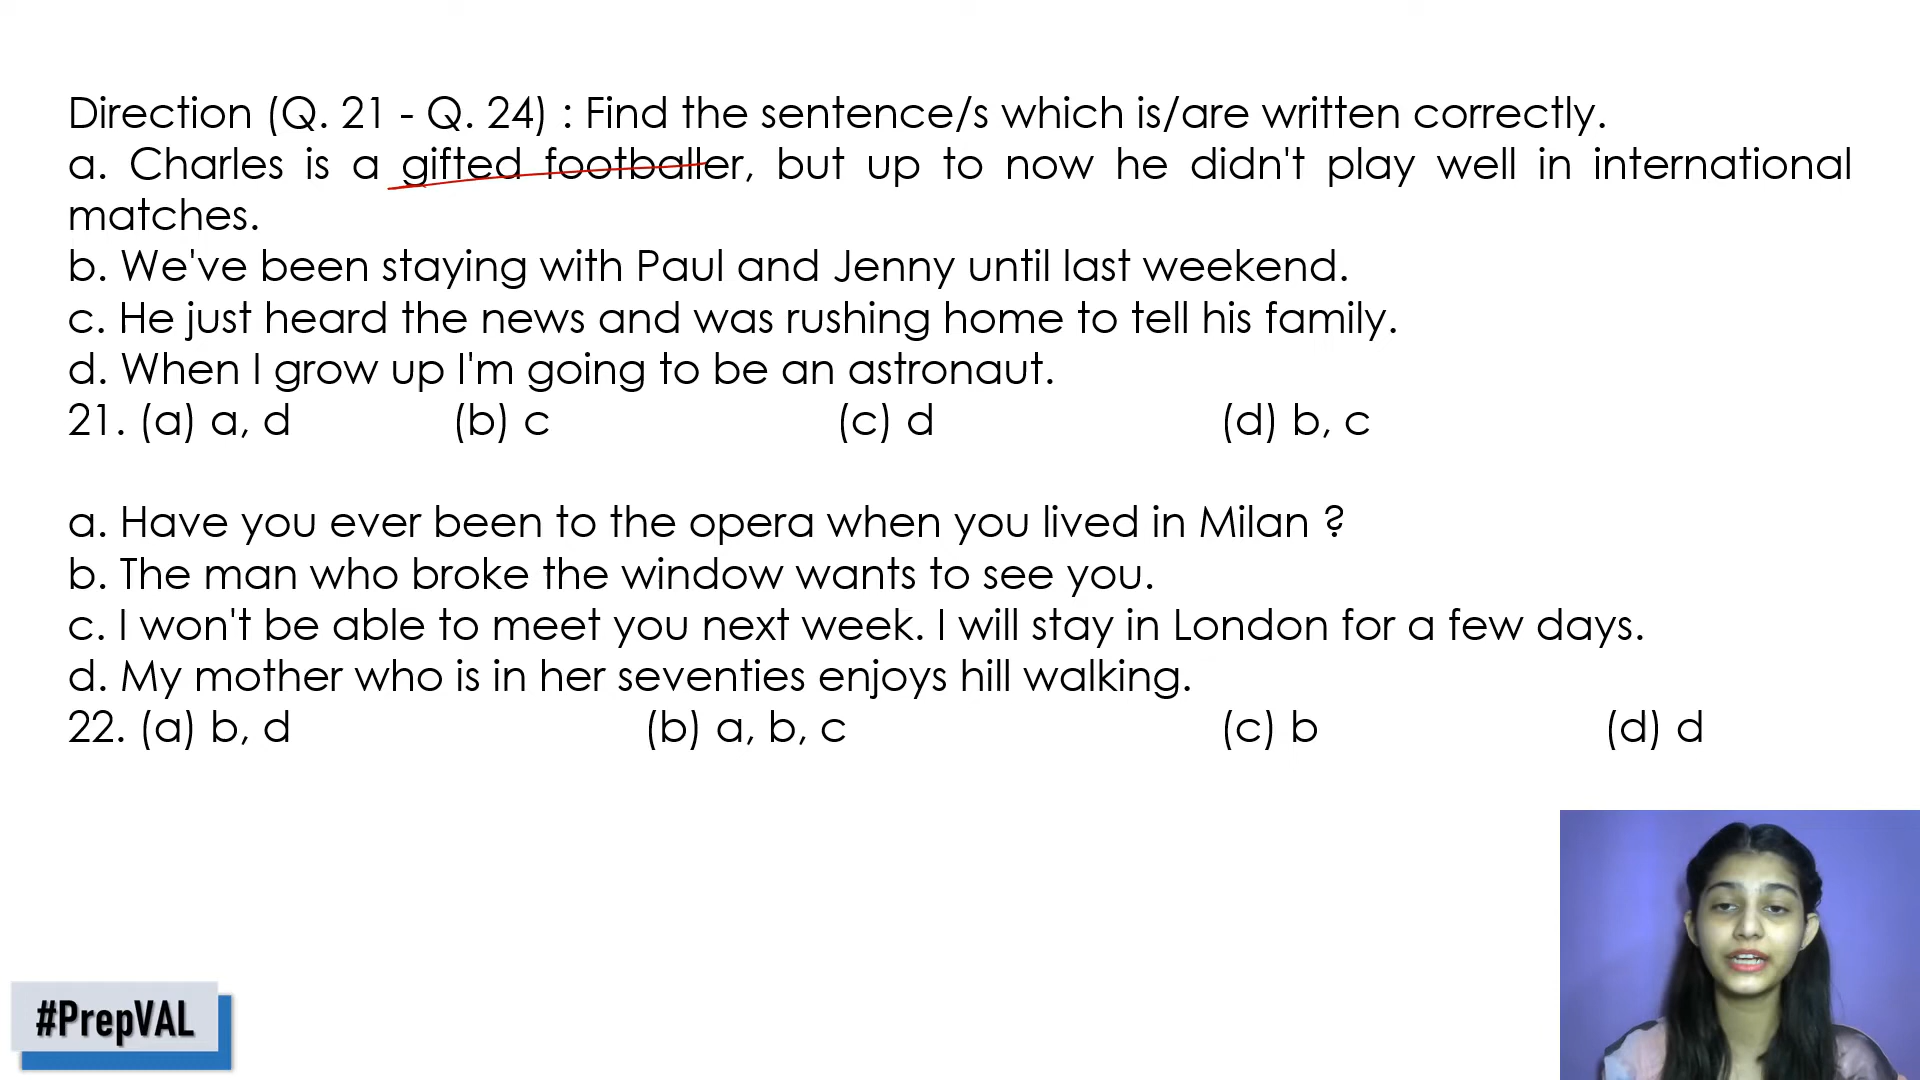 Direction (Q. 21 - Q. 24) : Find the sentence/s which is/are written correctly.
a. Charles is a gifted footballer, but up to now he didn't play well in international
matches.
b. We've been staying with Paul and Jenny until last weekend.
c. He just heard the news and was rushing home to tell his family.
d. When I grow up I'm going to be an astronaut.
21. (a) a, d (b) c (c) d (d) b, c
a. Have you ever been to the opera when you lived in Milan ?
b. The man who broke the window wants to see you.
c. I won't be able to meet you next week. I will stay in London for a few days.
d. My mother who is in her seventies enjoys hill walking.
22. (a) b, d (b) a, b, c (c) b (d) d
#PrepVAL